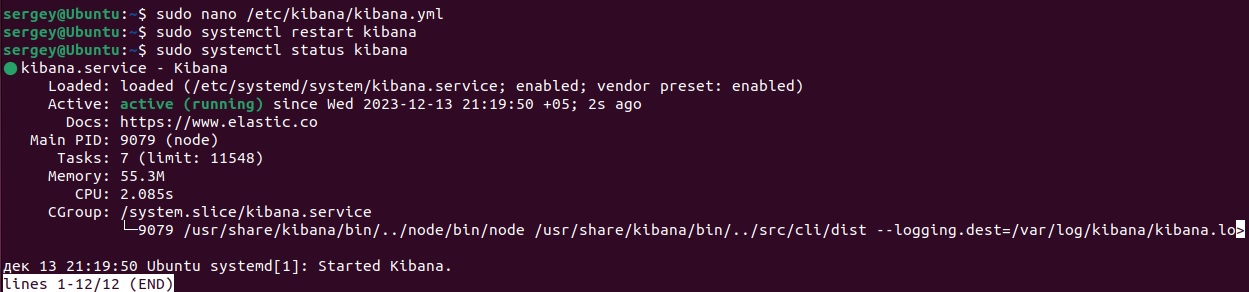 sergey@Ubuntu:~$ sudo nano /etc/kibana/kibana.yml
sergey@Ubuntu:~$ sudo systemctl restart kibana
sergey@Ubuntu:~$ sudo systemctl status kibana
● kibana.service - Kibana
     Loaded: loaded (/etc/systemd/system/kibana.service; enabled; vendor preset: enabled)
     Active: active (running) since Wed 2023-12-13 21:19:50 +05; 2s ago
       Docs: https://www.elastic.co
   Main PID: 9079 (node)
      Tasks: 7 (limit: 11548)
     Memory: 55.3M
        CPU: 2.085s
     CGroup: /system.slice/kibana.service
             └─9079 /usr/share/kibana/bin/../node/bin/node /usr/share/kibana/bin/../src/cli/dist --logging.dest=/var/log/kibana/kibana.lo>
дек 13 21:19:50 Ubuntu systemd[1]: Started Kibana.
lines 1-12/12 (END)